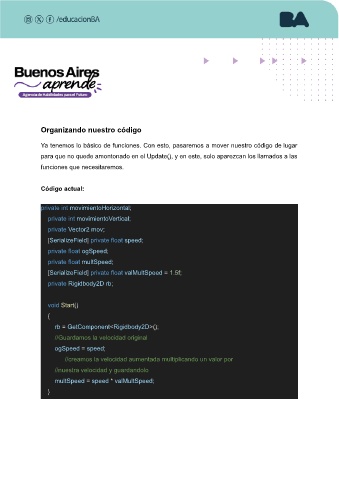 /educacionBA
BA
Buenos Aires
aprende
Agencia de Habilidades para el Futuro
Organizando nuestro código
Ya tenemos lo básico de funciones. Con esto, pasaremos a mover nuestro código de lugar
para que no quede amontonado en el Update(), y en este, solo aparezcan los llamados a las
funciones que necesitaremos.
Código actual:
private int movimientoHorizontal;
private int movimientoVertical;
private Vector2 mov;
[SerializeField] private float speed;
private float ogSpeed;
private float multSpeed;
[SerializeField] private float valMultSpeed = 1.5f;
private Rigidbody2D rb;
void Start()
{
rb = GetComponent<Rigidbody2D>();
//Guardamos la velocidad original
ogSpeed = speed;
//creamos la velocidad aumentada multiplicando un valor por
//nuestra velocidad y guardandolo
multSpeed = speed * valMultSpeed;
}